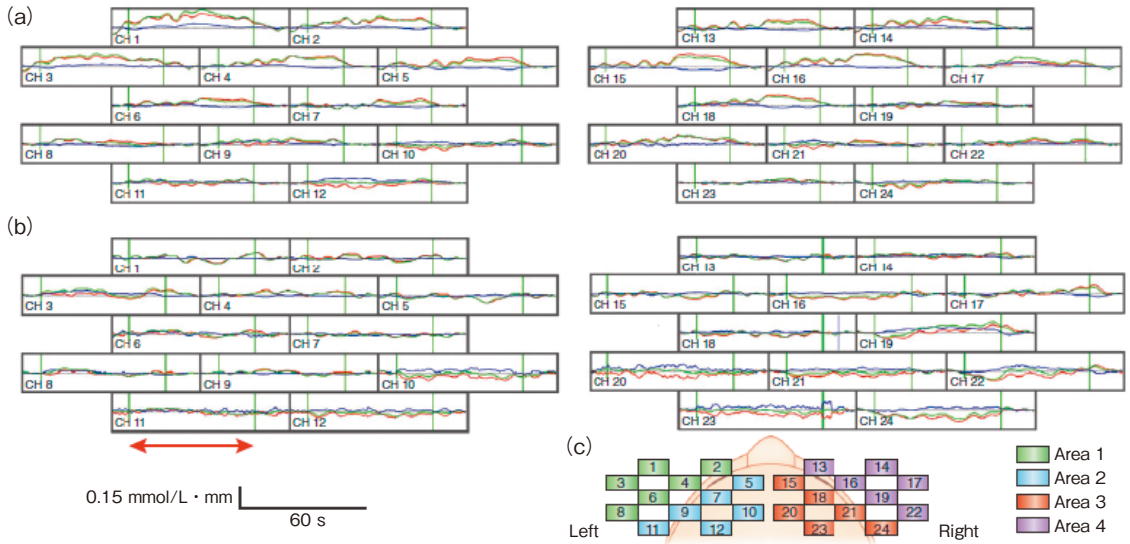 (a)
CH 1 CH 2 CH 13 CH 14
CH 3 CH 4 CH 5 CH 15 CH 16 CH 17
CH 6 CH 7 CH 18 CH 19
CH 8 CH 9 CH 10 CH 20 CH 21 CH 22
CH 11 CH 12 CH 23 CH 24
(b)
CH 1 CH 2 CH 13 CH 14
CH 3 CH 4 CH 5 CH 15 CH 16 CH 17
CH 6 CH 7 CH 18 CH 19
CH 8 CH 9 CH 10 CH 20 CH 21 CH 22
CH 11 CH 12 CH 23 CH 24
0.15 mmol/L · mm
60 s
(c)
1 2 13 14
3 4 5 15 16 17
6 7 18 19
8 9 10 20 21 22
11 12 23 24
Left Right
Area 1
Area 2
Area 3
Area 4